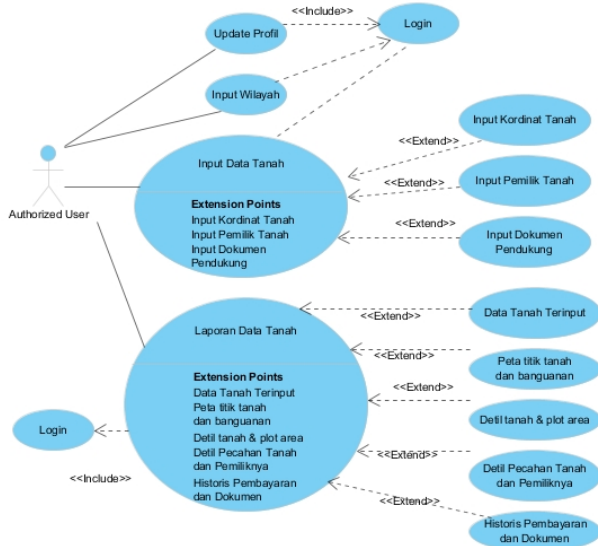 <<Include>>
Login
Update Profil
Input Wilayah
Input Kordinat Tanah
<<Extend>>
Input Data Tanah
<<Extend>>
Input Pemilik Tanah
Extension Points
Input Kordinat Tanah
Input Pemilik Tanah
Input Dokumen
Pendukung
<<Extend>>
Input Dokumen
Pendukung
Authorized User
Data Tanah Terinput
<<Extend>>
Laporan Data Tanah
<<Extend>>
Peta titik tanah
dan banguanan
Extension Points
Data Tanah Terinput
Peta titik tanah
dan banguanan
Detil tanah & plot area
Detil Pecahan Tanah
dan Pemiliknya
Historis Pembayaran
dan Dokumen
<<Extend>>
Detil tanah & plot area
Login
<<Include>>
<<Extend>>
Detil Pecahan Tanah
dan Pemiliknya
<<Extend>>
Historis Pembayaran
dan Dokumen